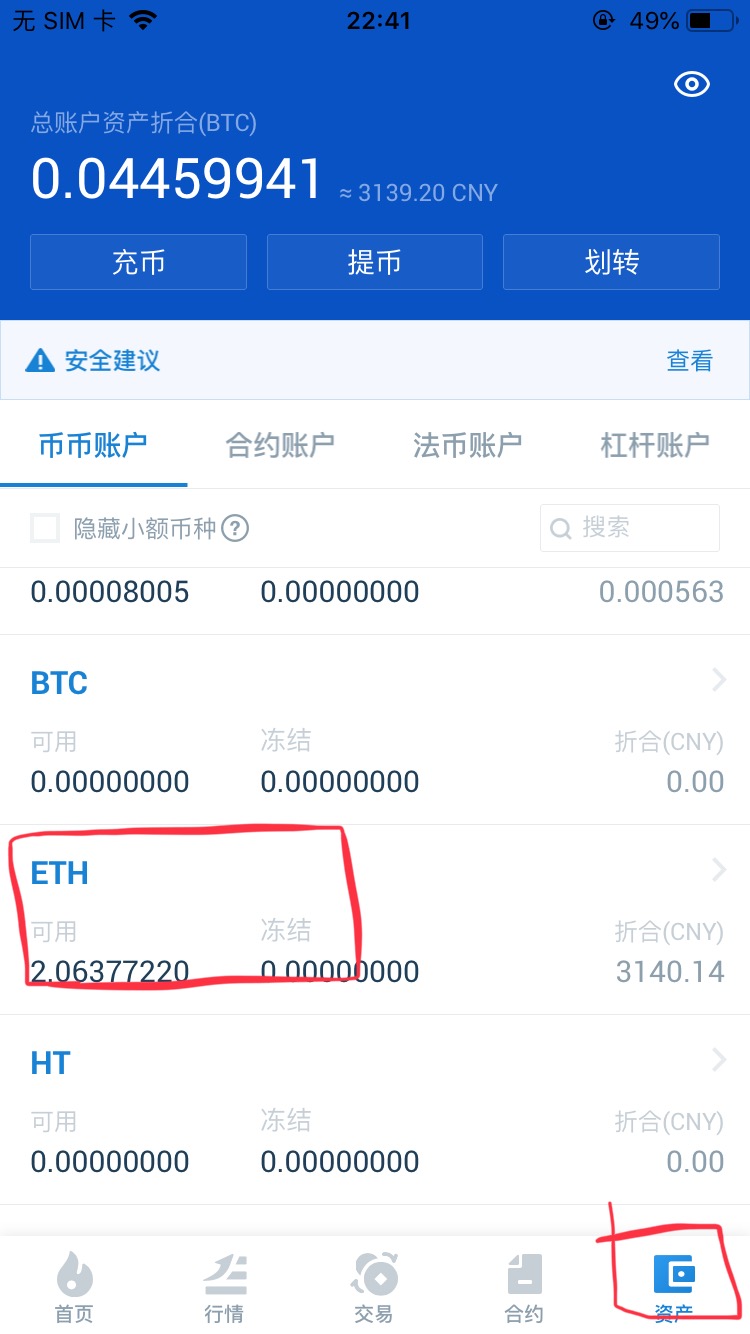 无 SIM 卡 22:41 49%
总账户资产折合(BTC)
0.04459941 ≈ 3139.20 CNY
充币 提币 划转
安全建议 查看
币币账户 合约账户 法币账户 杠杆账户
隐藏小额币种? 搜索
0.00008005 0.00000000 0.000563
BTC
可用 冻结 折合(CNY)
0.00000000 0.00000000 0.00
ETH
可用 冻结 折合(CNY)
2.06377220 0.00000000 3140.14
HT
可用 冻结 折合(CNY)
0.00000000 0.00000000 0.00
首页 行情 交易 合约 资产